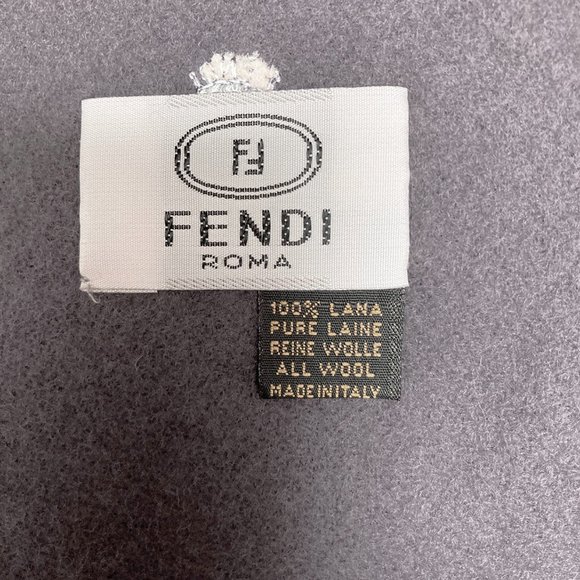 FF
FENDI
ROMA
100% LANA
PURE LAINE
REINE WOLLE
ALL WOOL
MADE IN ITALY